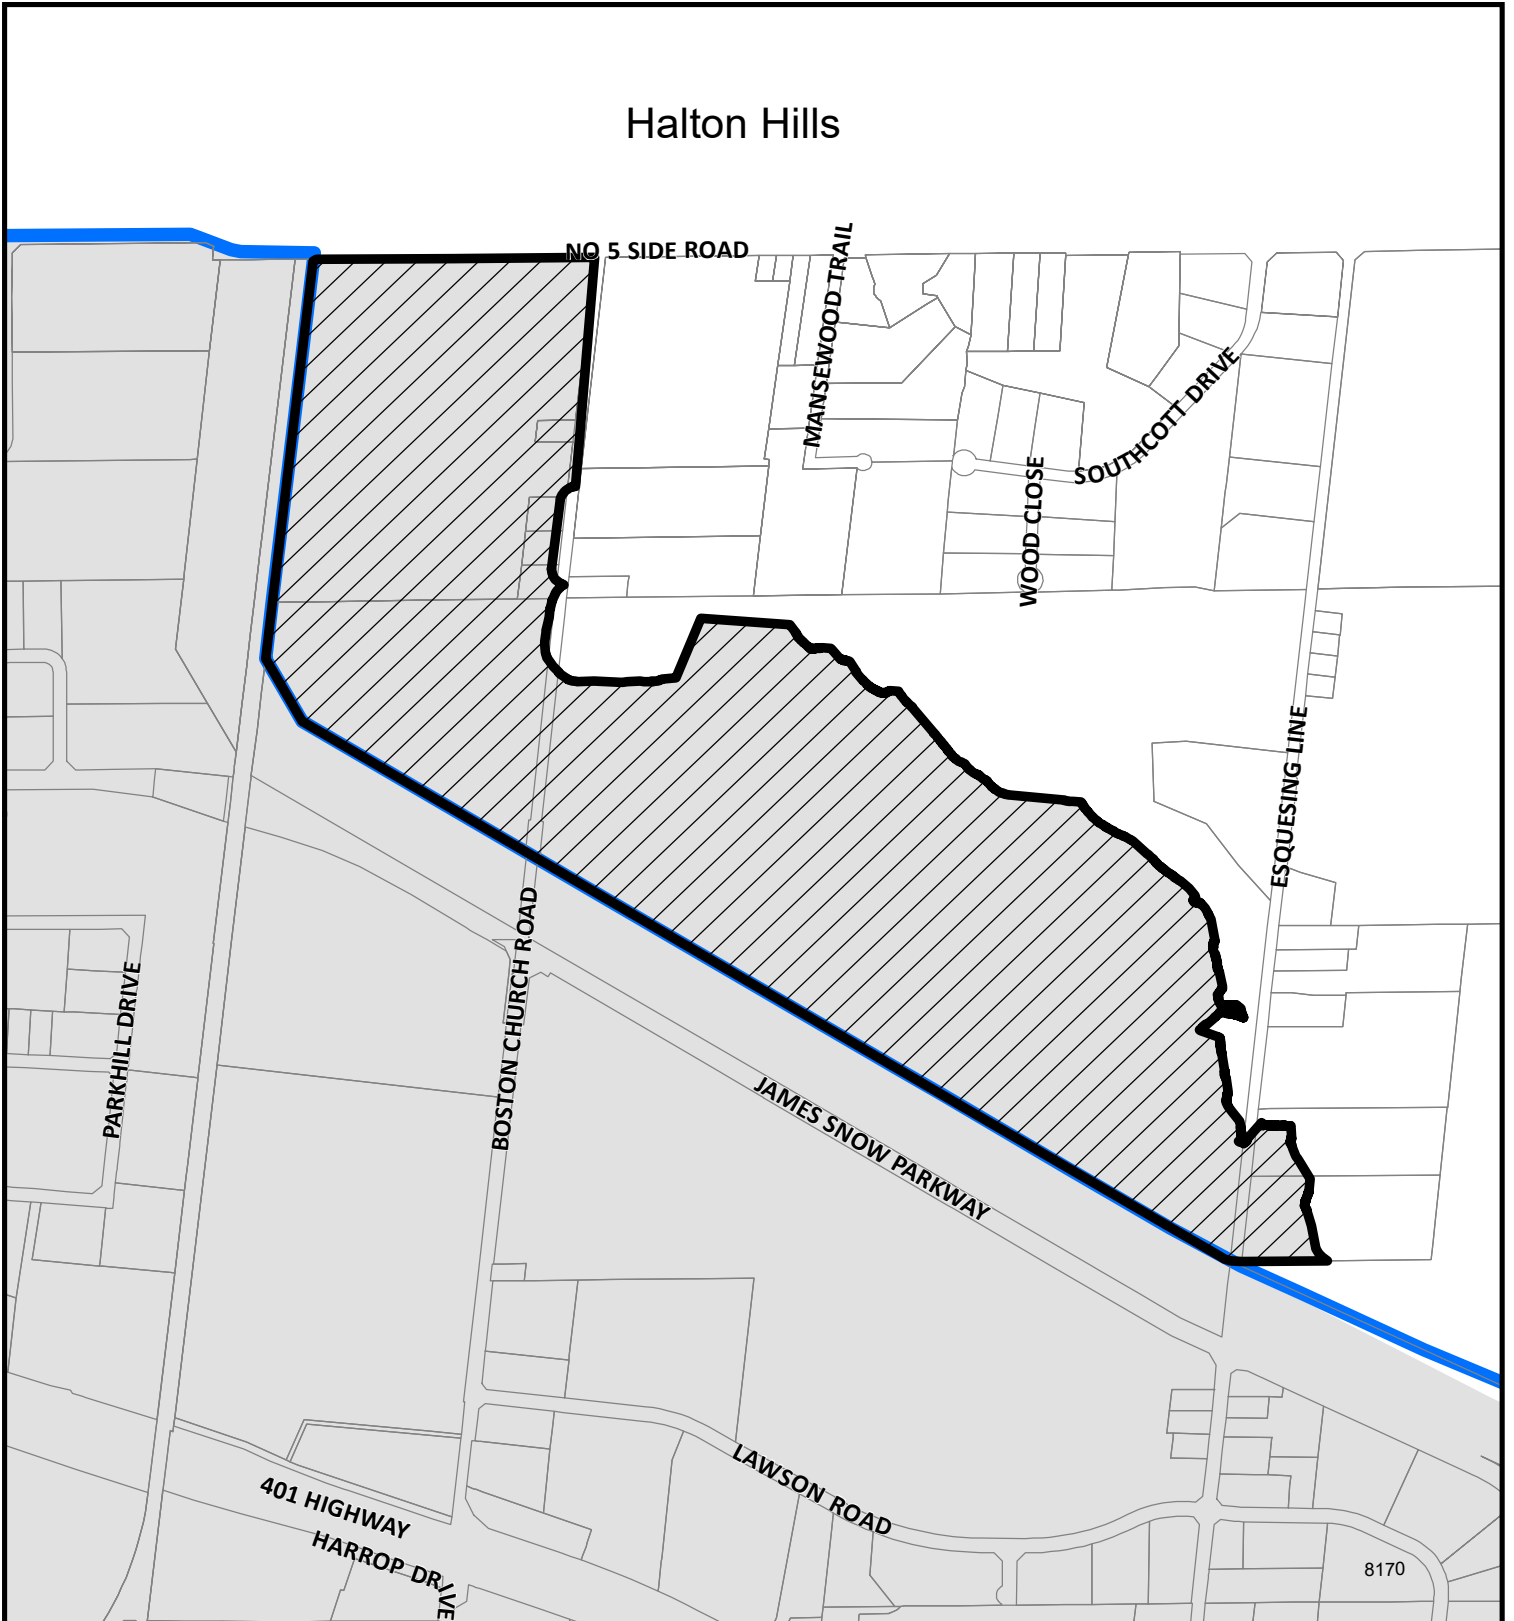 Halton Hills
NO 5 SIDE ROAD
MANSEWOOD TRAIL
SOUTHCOTT DRIVE
WOOD CLOSE
ESQUESING LINE
BOSTON CHURCH ROAD
PARKHILL DRIVE
JAMES SNOW PARKWAY
LAWSON ROAD
401 HIGHWAY
HARROP DRIVE
8170